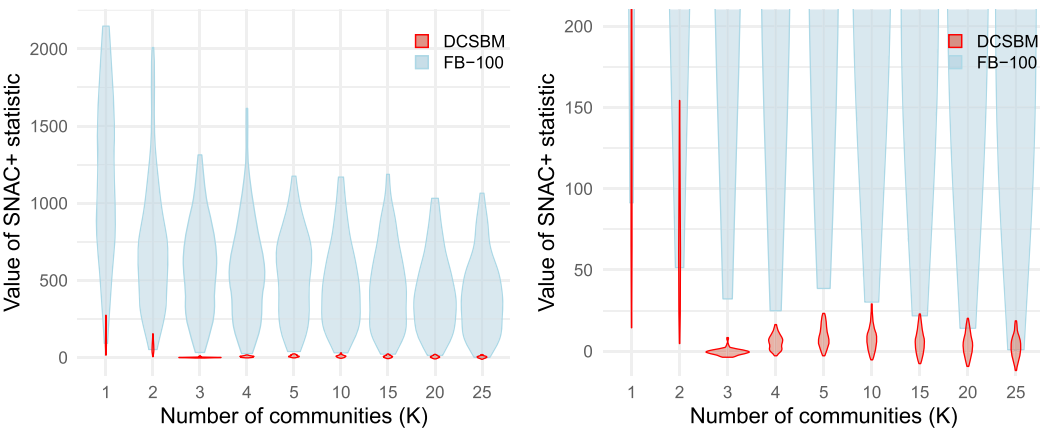 Value of SNAC+ statistic
2000
1500
1000
500
0
DCSBM
FB−100
1 2 3 4 5 10 15 20 25
Number of communities (K)
Value of SNAC+ statistic
200
150
100
50
0
DCSBM
FB−100
1 2 3 4 5 10 15 20 25
Number of communities (K)